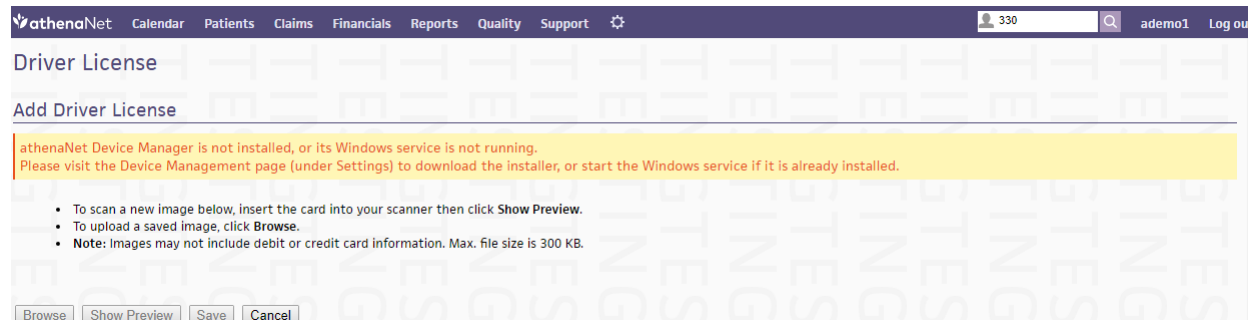 athenaNet Calendar Patients Claims Financials Reports Quality Support 330 ademo1 Log ou
Driver License
Add Driver License
athenaNet Device Manager is not installed, or its Windows service is not running.
Please visit the Device Management page (under Settings) to download the installer, or start the Windows service if it is already installed.
• To scan a new image below, insert the card into your scanner then click Show Preview.
• To upload a saved image, click Browse.
• Note: Images may not include debit or credit card information. Max. file size is 300 KB.
Browse Show Preview Save Cancel